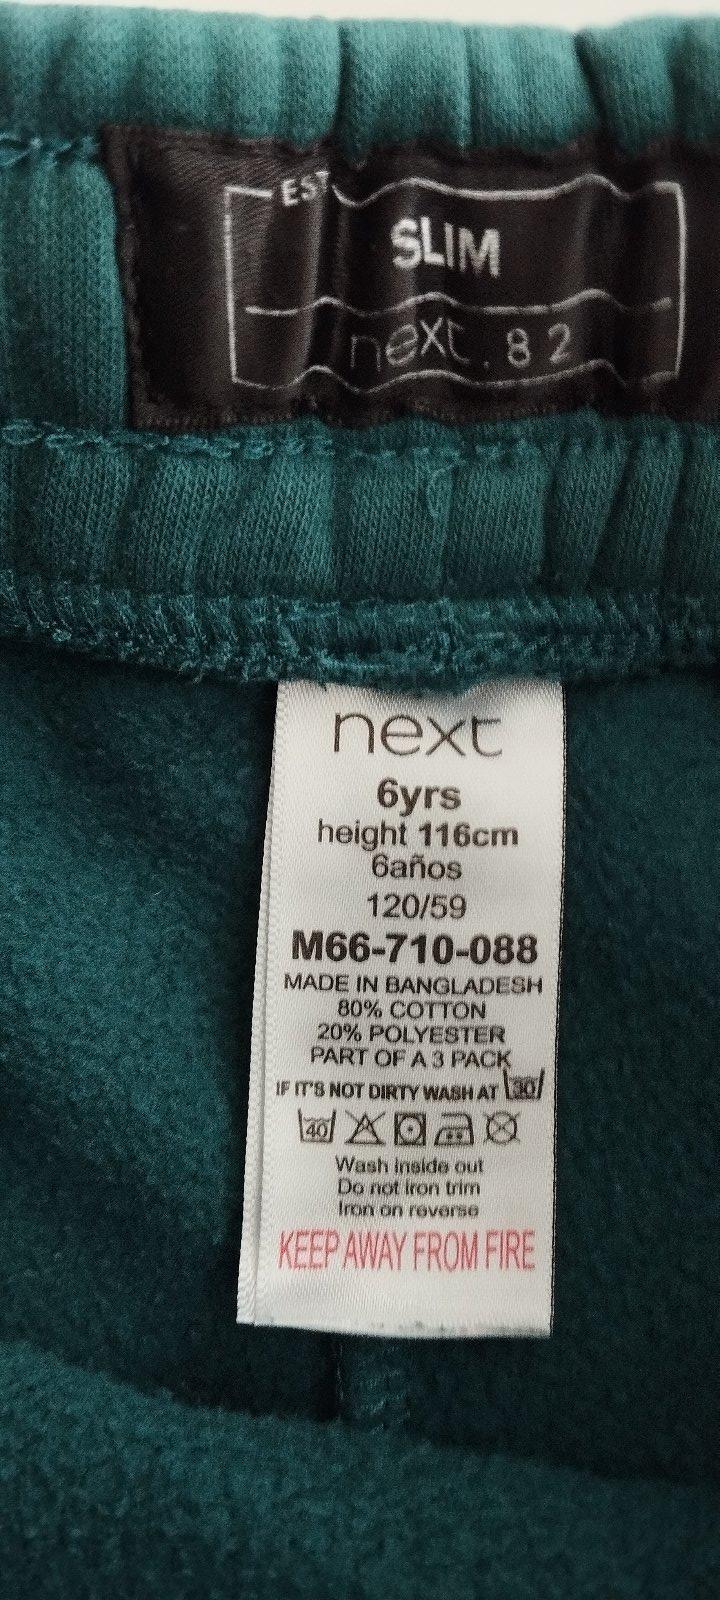 EST
SLIM
next.82
next
6yrs
height 116cm
6años
120/59
M66-710-088
MADE IN BANGLADESH
80% COTTON
20% POLYESTER
PART OF A 3 PACK
IF IT'S NOT DIRTY WASH AT 30
40
Wash inside out
Do not iron trim
Iron on reverse
KEEP AWAY FROM FIRE